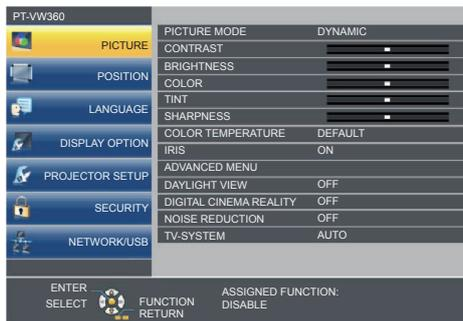 PT-VW360
PICTURE
POSITION
LANGUAGE
DISPLAY OPTION
PROJECTOR SETUP
SECURITY
NETWORK/USB
PICTURE MODE DYNAMIC
CONTRAST
BRIGHTNESS
COLOR
TINT
SHARPNESS
COLOR TEMPERATURE DEFAULT
IRIS ON
ADVANCED MENU
DAYLIGHT VIEW OFF
DIGITAL CINEMA REALITY OFF
NOISE REDUCTION OFF
TV-SYSTEM AUTO
ENTER
SELECT
FUNCTION
RETURN
ASSIGNED FUNCTION:
DISABLE